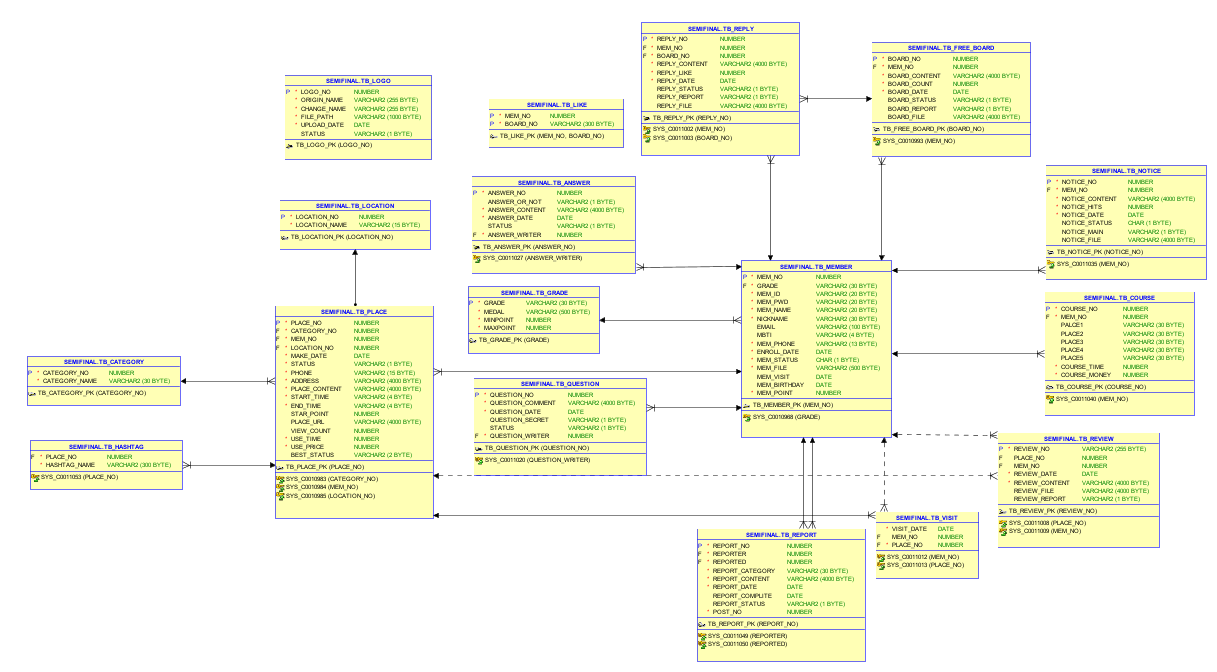 SEMIFINAL.TB_REPLY
P * REPLY_NO NUMBER
F * MEM_NO NUMBER
F * BOARD_NO NUMBER
* REPLY_CONTENT VARCHAR2 (4000 BYTE)
* REPLY_LIKE NUMBER
* REPLY_DATE DATE
REPLY_STATUS VARCHAR2 (1 BYTE)
REPLY_REPORT VARCHAR2 (1 BYTE)
REPLY_FILE VARCHAR2 (4000 BYTE)
TB_REPLY_PK (REPLY_NO)
SYS_C0011002 (MEM_NO)
SYS_C0011003 (BOARD_NO)
SEMIFINAL.TB_FREE_BOARD
P * BOARD_NO NUMBER
F * MEM_NO NUMBER
* BOARD_CONTENT VARCHAR2 (4000 BYTE)
* BOARD_COUNT NUMBER
* BOARD_DATE DATE
BOARD_STATUS VARCHAR2 (1 BYTE)
BOARD_REPORT VARCHAR2 (1 BYTE)
BOARD_FILE VARCHAR2 (4000 BYTE)
TB_FREE_BOARD_PK (BOARD_NO)
SYS_C0010993 (MEM_NO)
SEMIFINAL.TB_LOGO
P * LOGO_NO NUMBER
* ORIGIN_NAME VARCHAR2 (255 BYTE)
* CHANGE_NAME VARCHAR2 (255 BYTE)
* FILE_PATH VARCHAR2 (1000 BYTE)
* UPLOAD_DATE DATE
STATUS VARCHAR2 (1 BYTE)
TB_LOGO_PK (LOGO_NO)
SEMIFINAL.TB_LIKE
P * MEM_NO NUMBER
P * BOARD_NO VARCHAR2 (300 BYTE)
TB_LIKE_PK (MEM_NO, BOARD_NO)
SEMIFINAL.TB_NOTICE
P * NOTICE_NO NUMBER
F * MEM_NO NUMBER
* NOTICE_CONTENT VARCHAR2 (4000 BYTE)
* NOTICE_HITS NUMBER
* NOTICE_DATE DATE
* NOTICE_STATUS CHAR (1 BYTE)
NOTICE_MAIN VARCHAR2 (1 BYTE)
NOTICE_FILE VARCHAR2 (4000 BYTE)
TB_NOTICE_PK (NOTICE_NO)
SYS_C0011035 (MEM_NO)
SEMIFINAL.TB_ANSWER
P * ANSWER_NO NUMBER
ANSWER_OR_NOT VARCHAR2 (1 BYTE)
* ANSWER_CONTENT VARCHAR2 (4000 BYTE)
* ANSWER_DATE DATE
STATUS VARCHAR2 (1 BYTE)
F * ANSWER_WRITER NUMBER
TB_ANSWER_PK (ANSWER_NO)
SYS_C0011027 (ANSWER_WRITER)
SEMIFINAL.TB_LOCATION
P * LOCATION_NO NUMBER
* LOCATION_NAME VARCHAR2 (15 BYTE)
TB_LOCATION_PK (LOCATION_NO)
SEMIFINAL.TB_MEMBER
P * MEM_NO NUMBER
F * GRADE VARCHAR2 (30 BYTE)
* MEM_ID VARCHAR2 (20 BYTE)
* MEM_PWD VARCHAR2 (20 BYTE)
* MEM_NAME VARCHAR2 (20 BYTE)
* NICKNAME VARCHAR2 (30 BYTE)
EMAIL VARCHAR2 (100 BYTE)
MBTI VARCHAR2 (4 BYTE)
* MEM_PHONE VARCHAR2 (13 BYTE)
* ENROLL_DATE DATE
* MEM_STATUS CHAR (1 BYTE)
* MEM_FILE VARCHAR2 (500 BYTE)
MEM_VISIT DATE
MEM_BIRTHDAY DATE
MEM_POINT NUMBER
TB_MEMBER_PK (MEM_NO)
SYS_C0010968 (GRADE)
SEMIFINAL.TB_GRADE
P * GRADE VARCHAR2 (30 BYTE)
* MEDAL VARCHAR2 (500 BYTE)
* MINPOINT NUMBER
* MAXPOINT NUMBER
TB_GRADE_PK (GRADE)
SEMIFINAL.TB_COURSE
P * COURSE_NO NUMBER
F * MEM_NO NUMBER
PALCE1 VARCHAR2 (30 BYTE)
PLACE2 VARCHAR2 (30 BYTE)
PLACE3 VARCHAR2 (30 BYTE)
PLACE4 VARCHAR2 (30 BYTE)
PLACE5 VARCHAR2 (30 BYTE)
* COURSE_TIME NUMBER
* COURSE_MONEY NUMBER
TB_COURSE_PK (COURSE_NO)
SYS_C0011040 (MEM_NO)
SEMIFINAL.TB_PLACE
P * PLACE_NO NUMBER
F * CATEGORY_NO NUMBER
F * MEM_NO NUMBER
F * LOCATION_NO NUMBER
* MAKE_DATE DATE
* STATUS VARCHAR2 (1 BYTE)
* PHONE VARCHAR2 (15 BYTE)
* ADDRESS VARCHAR2 (4000 BYTE)
* PLACE_CONTENT VARCHAR2 (4000 BYTE)
* START_TIME VARCHAR2 (4 BYTE)
* END_TIME VARCHAR2 (4 BYTE)
STAR_POINT NUMBER
PLACE_URL VARCHAR2 (4000 BYTE)
VIEW_COUNT NUMBER
* USE_TIME NUMBER
* USE_PRICE NUMBER
BEST_STATUS VARCHAR2 (2 BYTE)
TB_PLACE_PK (PLACE_NO)
SYS_C0010983 (CATEGORY_NO)
SYS_C0010984 (MEM_NO)
SYS_C0010985 (LOCATION_NO)
SEMIFINAL.TB_CATEGORY
P * CATEGORY_NO NUMBER
* CATEGORY_NAME VARCHAR2 (30 BYTE)
TB_CATEGORY_PK (CATEGORY_NO)
SEMIFINAL.TB_QUESTION
P * QUESTION_NO NUMBER
* QUESTION_COMMENT VARCHAR2 (4000 BYTE)
* QUESTION_DATE DATE
QUESTION_SECRET VARCHAR2 (1 BYTE)
STATUS VARCHAR2 (1 BYTE)
F * QUESTION_WRITER NUMBER
TB_QUESTION_PK (QUESTION_NO)
SYS_C0011020 (QUESTION_WRITER)
SEMIFINAL.TB_HASHTAG
F * PLACE_NO NUMBER
* HASHTAG_NAME VARCHAR2 (300 BYTE)
SYS_C0011053 (PLACE_NO)
SEMIFINAL.TB_REVIEW
P * REVIEW_NO VARCHAR2 (255 BYTE)
F PLACE_NO NUMBER
F MEM_NO NUMBER
* REVIEW_DATE DATE
* REVIEW_CONTENT VARCHAR2 (4000 BYTE)
REVIEW_FILE VARCHAR2 (4000 BYTE)
REVIEW_REPORT VARCHAR2 (1 BYTE)
TB_REVIEW_PK (REVIEW_NO)
SYS_C0011008 (PLACE_NO)
SYS_C0011009 (MEM_NO)
SEMIFINAL.TB_VISIT
* VISIT_DATE DATE
F MEM_NO NUMBER
F * PLACE_NO NUMBER
SYS_C0011012 (MEM_NO)
SYS_C0011013 (PLACE_NO)
SEMIFINAL.TB_REPORT
P * REPORT_NO NUMBER
F * REPORTER NUMBER
F * REPORTED NUMBER
* REPORT_CATEGORY VARCHAR2 (30 BYTE)
* REPORT_CONTENT VARCHAR2 (4000 BYTE)
* REPORT_DATE DATE
REPORT_COMPLITE DATE
REPORT_STATUS VARCHAR2 (1 BYTE)
* POST_NO NUMBER
TB_REPORT_PK (REPORT_NO)
SYS_C0011049 (REPORTER)
SYS_C0011050 (REPORTED)